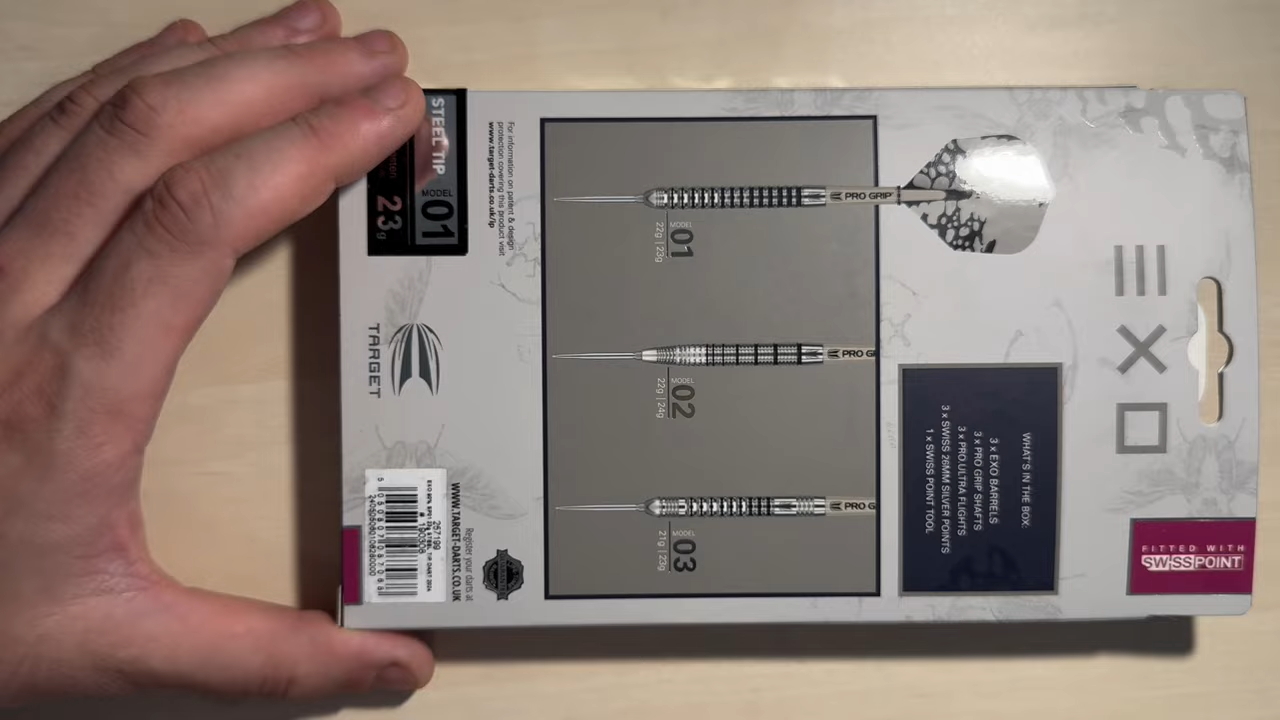 STEEL TIP
MODEL
01
23g
For information on patent & design
protection covering this product visit
www.target-darts.co.uk/ip
TARGET
PRO GRIP
MODEL
01
22g | 23g
PRO GRIP
MODEL
02
22g | 24g
PRO G
MODEL
03
21g | 23g
WHAT'S IN THE BOX:
3 x EXO BARRELS
3 x PRO GRIP SHAFTS
3 x PRO.ULTRA FLIGHTS
3 x SWISS 26MM SILVER POINTS
1 x SWISS POINT TOOL
FITTED WITH
SWISSPOINT
Register your darts at
WWW.TARGET-DARTS.CO.UK
267199
# 190306